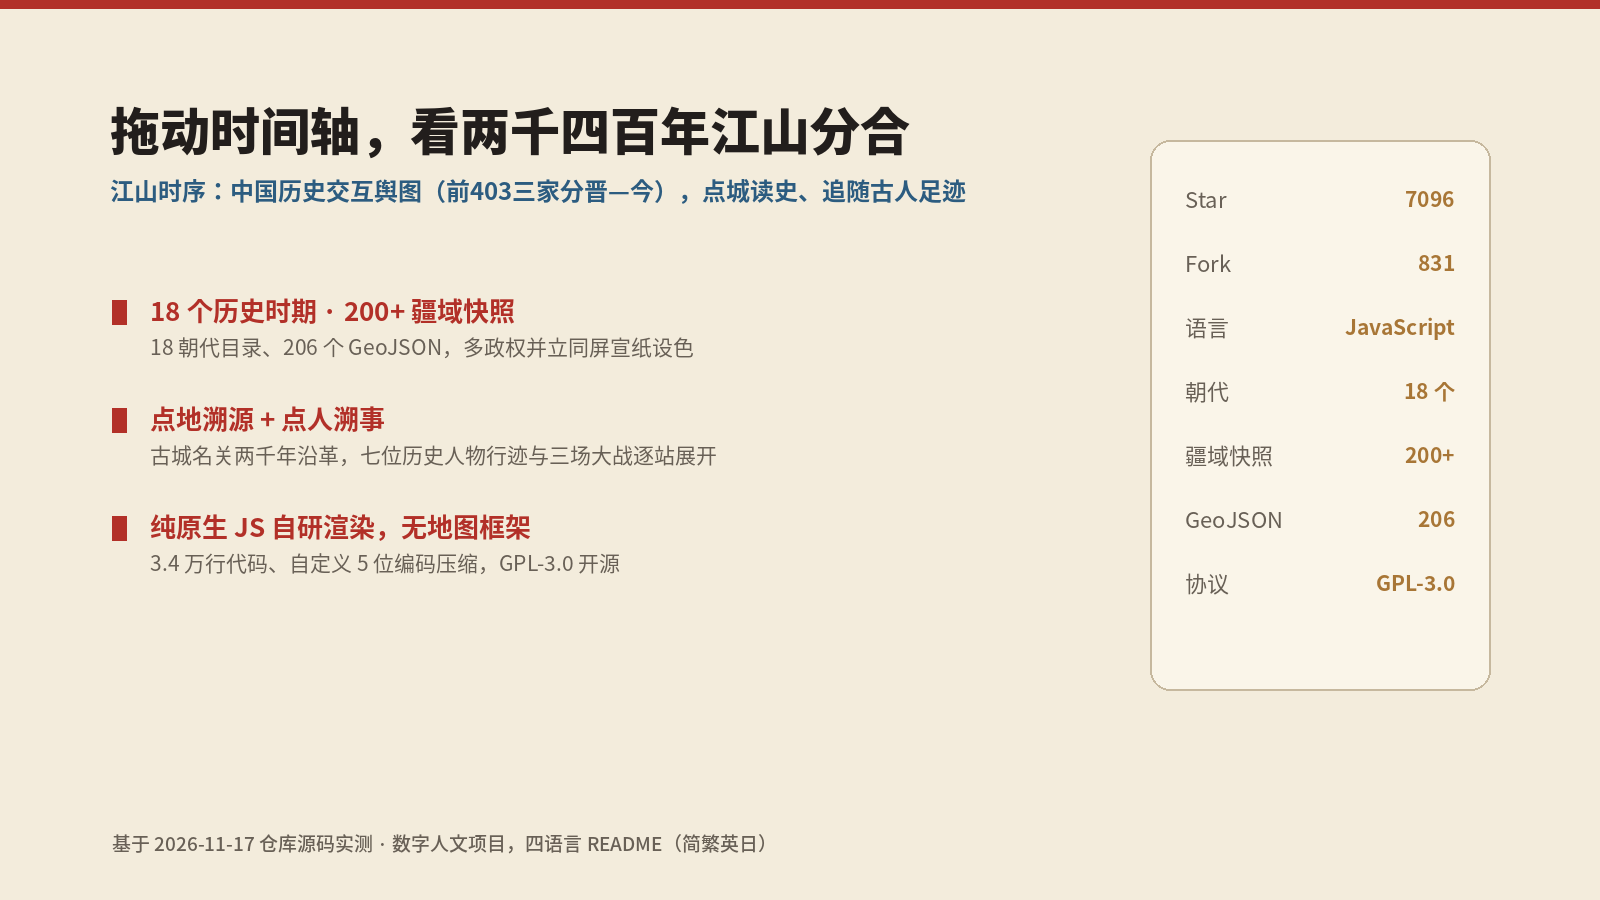 拖动时间轴，看两千四百年江山分合
江山时序：中国历史交互舆图（前403三家分晋—今），点城读史、追随古人足迹
18 个历史时期 · 200+ 疆域快照
18 朝代目录、206 个 GeoJSON，多政权并立同屏宣纸设色
点地溯源 + 点人溯事
古城名关两千年沿革，七位历史人物行迹与三场大战逐站展开
纯原生 JS 自研渲染，无地图框架
3.4 万行代码、自定义 5 位编码压缩，GPL-3.0 开源
Star 7096
Fork 831
语言 JavaScript
朝代 18 个
疆域快照 200+
GeoJSON 206
协议 GPL-3.0
基于 2026-11-17 仓库源码实测 · 数字人文项目，四语言 README（简繁英日）